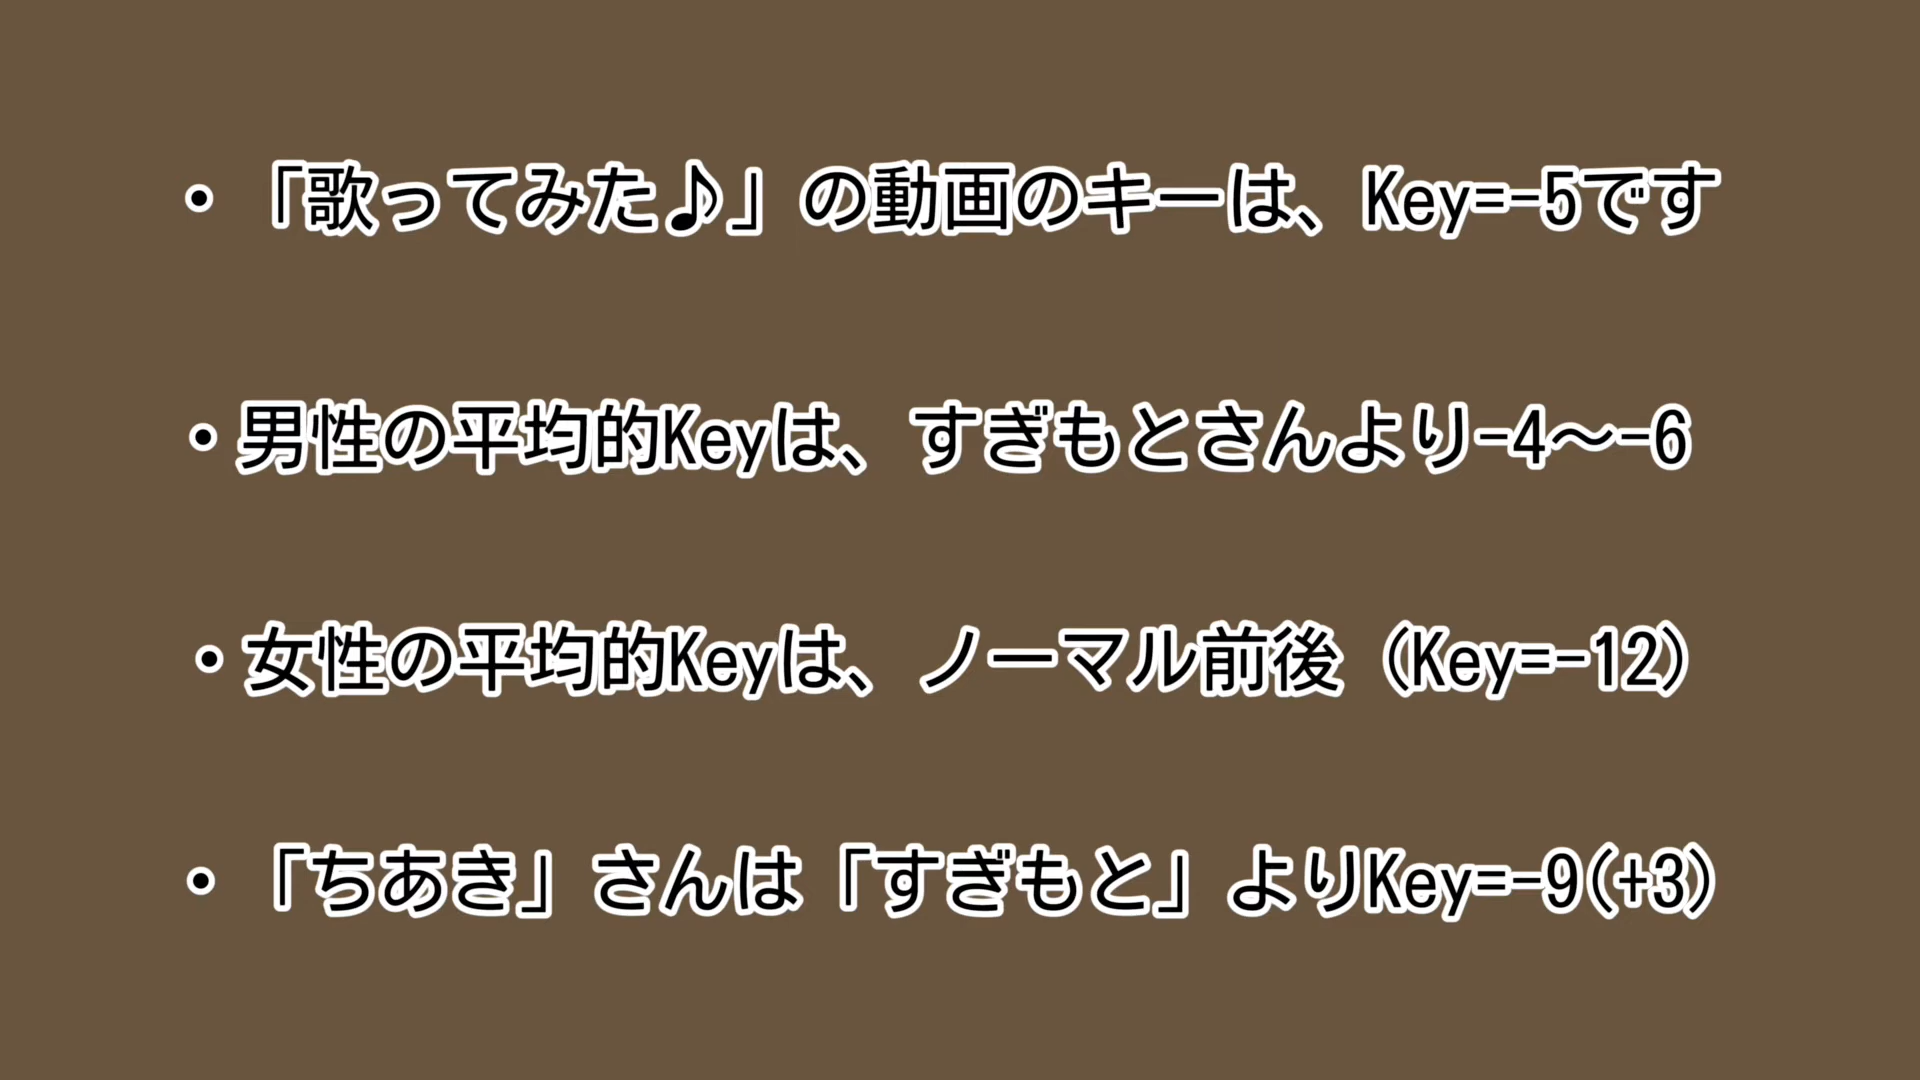 ・「歌ってみた♪」の動画のキーは、Key=-5です
・男性の平均的Keyは、すぎもとさんより-4～-6
・女性の平均的Keyは、ノーマル前後（Key=-12）
・「ちあき」さんは「すぎもと」よりKey=-9(+3)